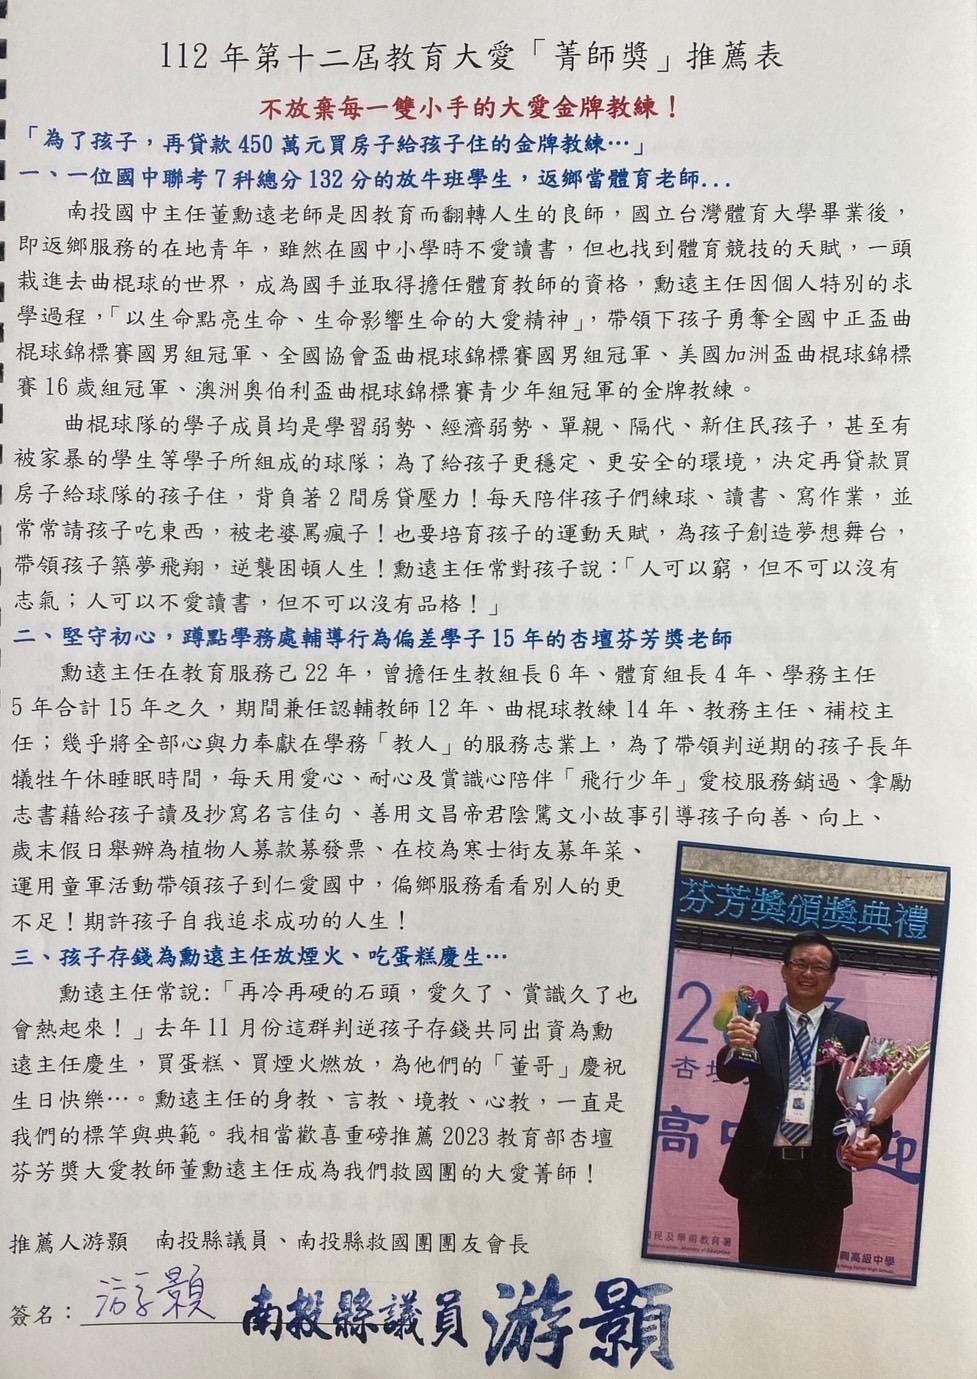 112 年第十二屆教育大愛「菁師獎」推薦表
不放棄每一雙小手的大愛金牌教練！
「為了孩子，再貸款 450 萬元買房子給孩子住的金牌教練…」
一、一位國中聯考 7 科總分 132 分的放牛班學生，返鄉當體育老師...
南投國中主任董勳遠老師是因教育而翻轉人生的良師，國立台灣體育大學畢業後，
即返鄉服務的在地青年，雖然在國中小學時不愛讀書，但也找到體育競技的天賦，一頭
栽進去曲棍球的世界，成為國手並取得擔任體育教師的資格，勳遠主任因個人特別的求
學過程，「以生命點亮生命、生命影響生命的大愛精神」，帶領下孩子勇奪全國中正盃曲
棍球錦標賽國男組冠軍、全國協會盃曲棍球錦標賽國男組冠軍、美國加洲盃曲棍球錦標
賽 16 歲組冠軍、澳洲奧伯利盃曲棍球錦標賽青少年組冠軍的金牌教練。
曲棍球隊的學子成員均是學習弱勢、經濟弱勢、單親、隔代、新住民孩子，甚至有
被家暴的學生等學子所組成的球隊；為了給孩子更穩定、更安全的環境，決定再貸款買
房子給球隊的孩子住，背負著 2 間房貸壓力！每天陪伴孩子們練球、讀書、寫作業，並
常常請孩子吃東西，被老婆罵瘋子！也要培育孩子的運動天賦，為孩子創造夢想舞台，
帶領孩子築夢飛翔，逆襲困頓人生！勳遠主任常對孩子說：「人可以窮，但不可以沒有
志氣；人可以不愛讀書，但不可以沒有品格！」
二、堅守初心，蹲點學務處輔導行為偏差學子 15 年的杏壇芬芳獎老師
勳遠主任在教育服務己 22 年，曾擔任生教組長 6 年、體育組長 4 年、學務主任
5 年合計 15 年之久，期間兼任認輔教師 12 年、曲棍球教練 14 年、教務主任、補校主
任；幾乎將全部心與力奉獻在學務「教人」的服務志業上，為了帶領判逆期的孩子長年
犧牲午休睡眠時間，每天用愛心、耐心及賞識心陪伴「飛行少年」愛校服務銷過、拿勵
志書藉給孩子讀及抄寫名言佳句、善用文昌帝君陰騭文小故事引導孩子向善、向上、
歲末假日舉辦為植物人募款募發票、在校為寒士街友募年菜、
運用童軍活動帶領孩子到仁愛國中，偏鄉服務看看別人的更
不足！期許孩子自我追求成功的人生！
三、孩子存錢為勳遠主任放煙火、吃蛋糕慶生…
勳遠主任常說:「再冷再硬的石頭，愛久了、賞識久了也
會熱起來！」去年 11 月份這群判逆孩子存錢共同出資為勳
遠主任慶生，買蛋糕、買煙火燃放，為他們的「董哥」慶祝
生日快樂…。勳遠主任的身教、言教、境教、心教，一直是
我們的標竿與典範。我相當歡喜重磅推薦 2023 教育部杏壇
芬芳獎大愛教師董勳遠主任成為我們救國團的大愛菁師！
芬芳獎頒獎典禮
2
杏壇
高中
迎
國民及學前教育署
興高級中學
推薦人游顥　南投縣議員、南投縣救國團團友會長
簽名：游顥 南投縣議員 游顥